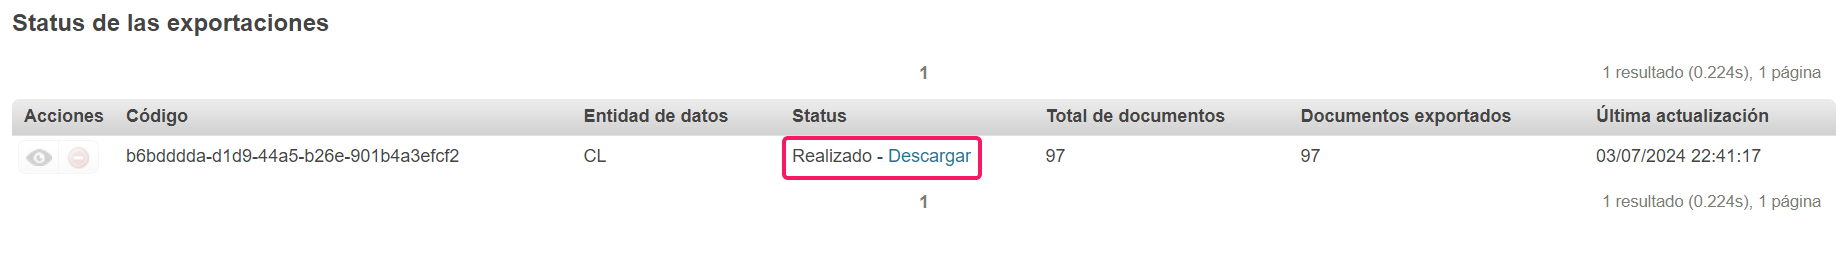 Status de las exportaciones
1
1 resultado (0.224s), 1 página
Acciones Código Entidad de datos Status Total de documentos Documentos exportados Última actualización
b6bdddda-d1d9-44a5-b26e-901b4a3efcf2 CL Realizado - Descargar 97 97 03/07/2024 22:41:17
1
1 resultado (0.224s), 1 página